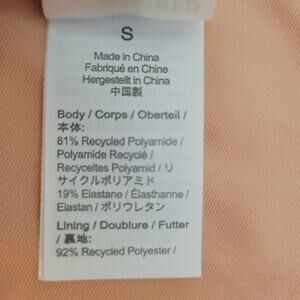 S
Made in China
Fabriqué en Chine
Hergestellt in China
中国製
Body / Corps / Oberteil /
本体:
81% Recycled Polyamide /
Polyamide Recyclé /
Recyceltes Polyamid / リ
サイクルポリアミド
19% Elastane / Élasthanne /
Elastan / ポリウレタン
Lining / Doublure / Futter
/ 裏地:
92% Recycled Polyester /